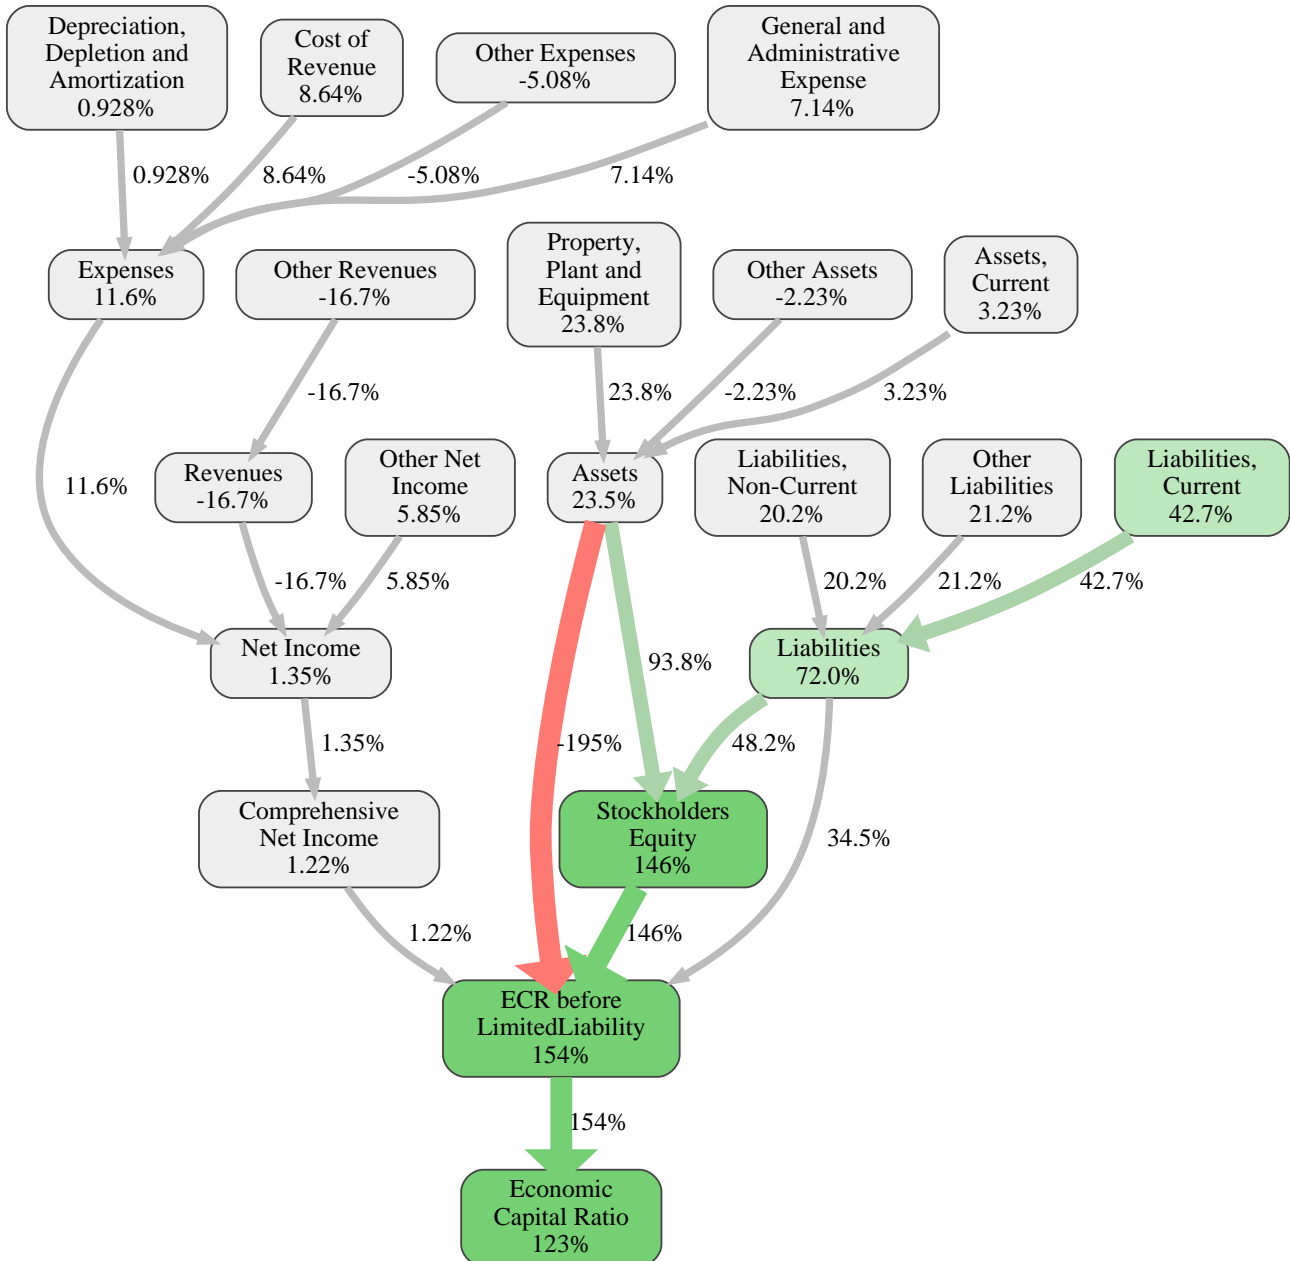 Depreciation,
Depletion and
Amortization
0.928%
Cost of
Revenue
8.64%
Other Expenses
-5.08%
General and
Administrative
Expense
7.14%
0.928%
8.64%
-5.08%
7.14%
Expenses
11.6%
Other Revenues
-16.7%
Property,
Plant and
Equipment
23.8%
Other Assets
-2.23%
Assets,
Current
3.23%
-16.7%
23.8%
-2.23%
3.23%
11.6%
Revenues
-16.7%
Other Net
Income
5.85%
Assets
23.5%
Liabilities,
Non-Current
20.2%
Other
Liabilities
21.2%
Liabilities,
Current
42.7%
-16.7%
5.85%
20.2%
21.2%
42.7%
Net Income
1.35%
93.8%
Liabilities
72.0%
1.35%
-195%
48.2%
Comprehensive
Net Income
1.22%
Stockholders
Equity
146%
34.5%
1.22%
146%
ECR before
LimitedLiability
154%
154%
Economic
Capital Ratio
123%